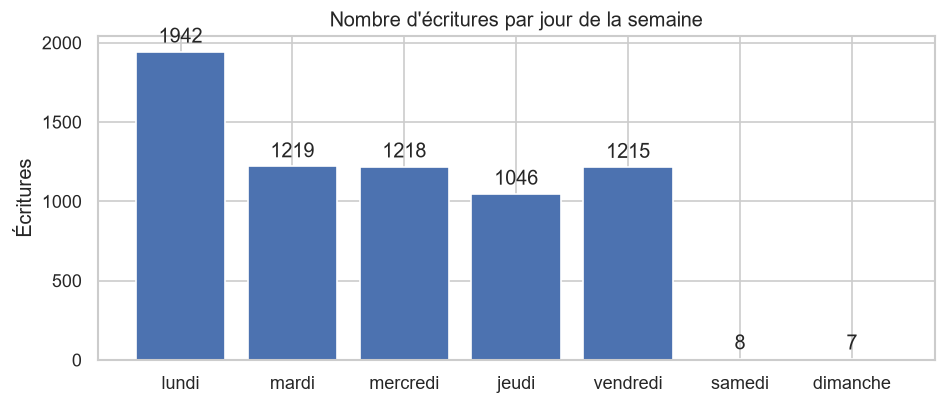 Nombre d'écritures par jour de la semaine
Écritures
2000
1500
1000
500
0
1942
1219
1218
1046
1215
8
7
lundi
mardi
mercredi
jeudi
vendredi
samedi
dimanche